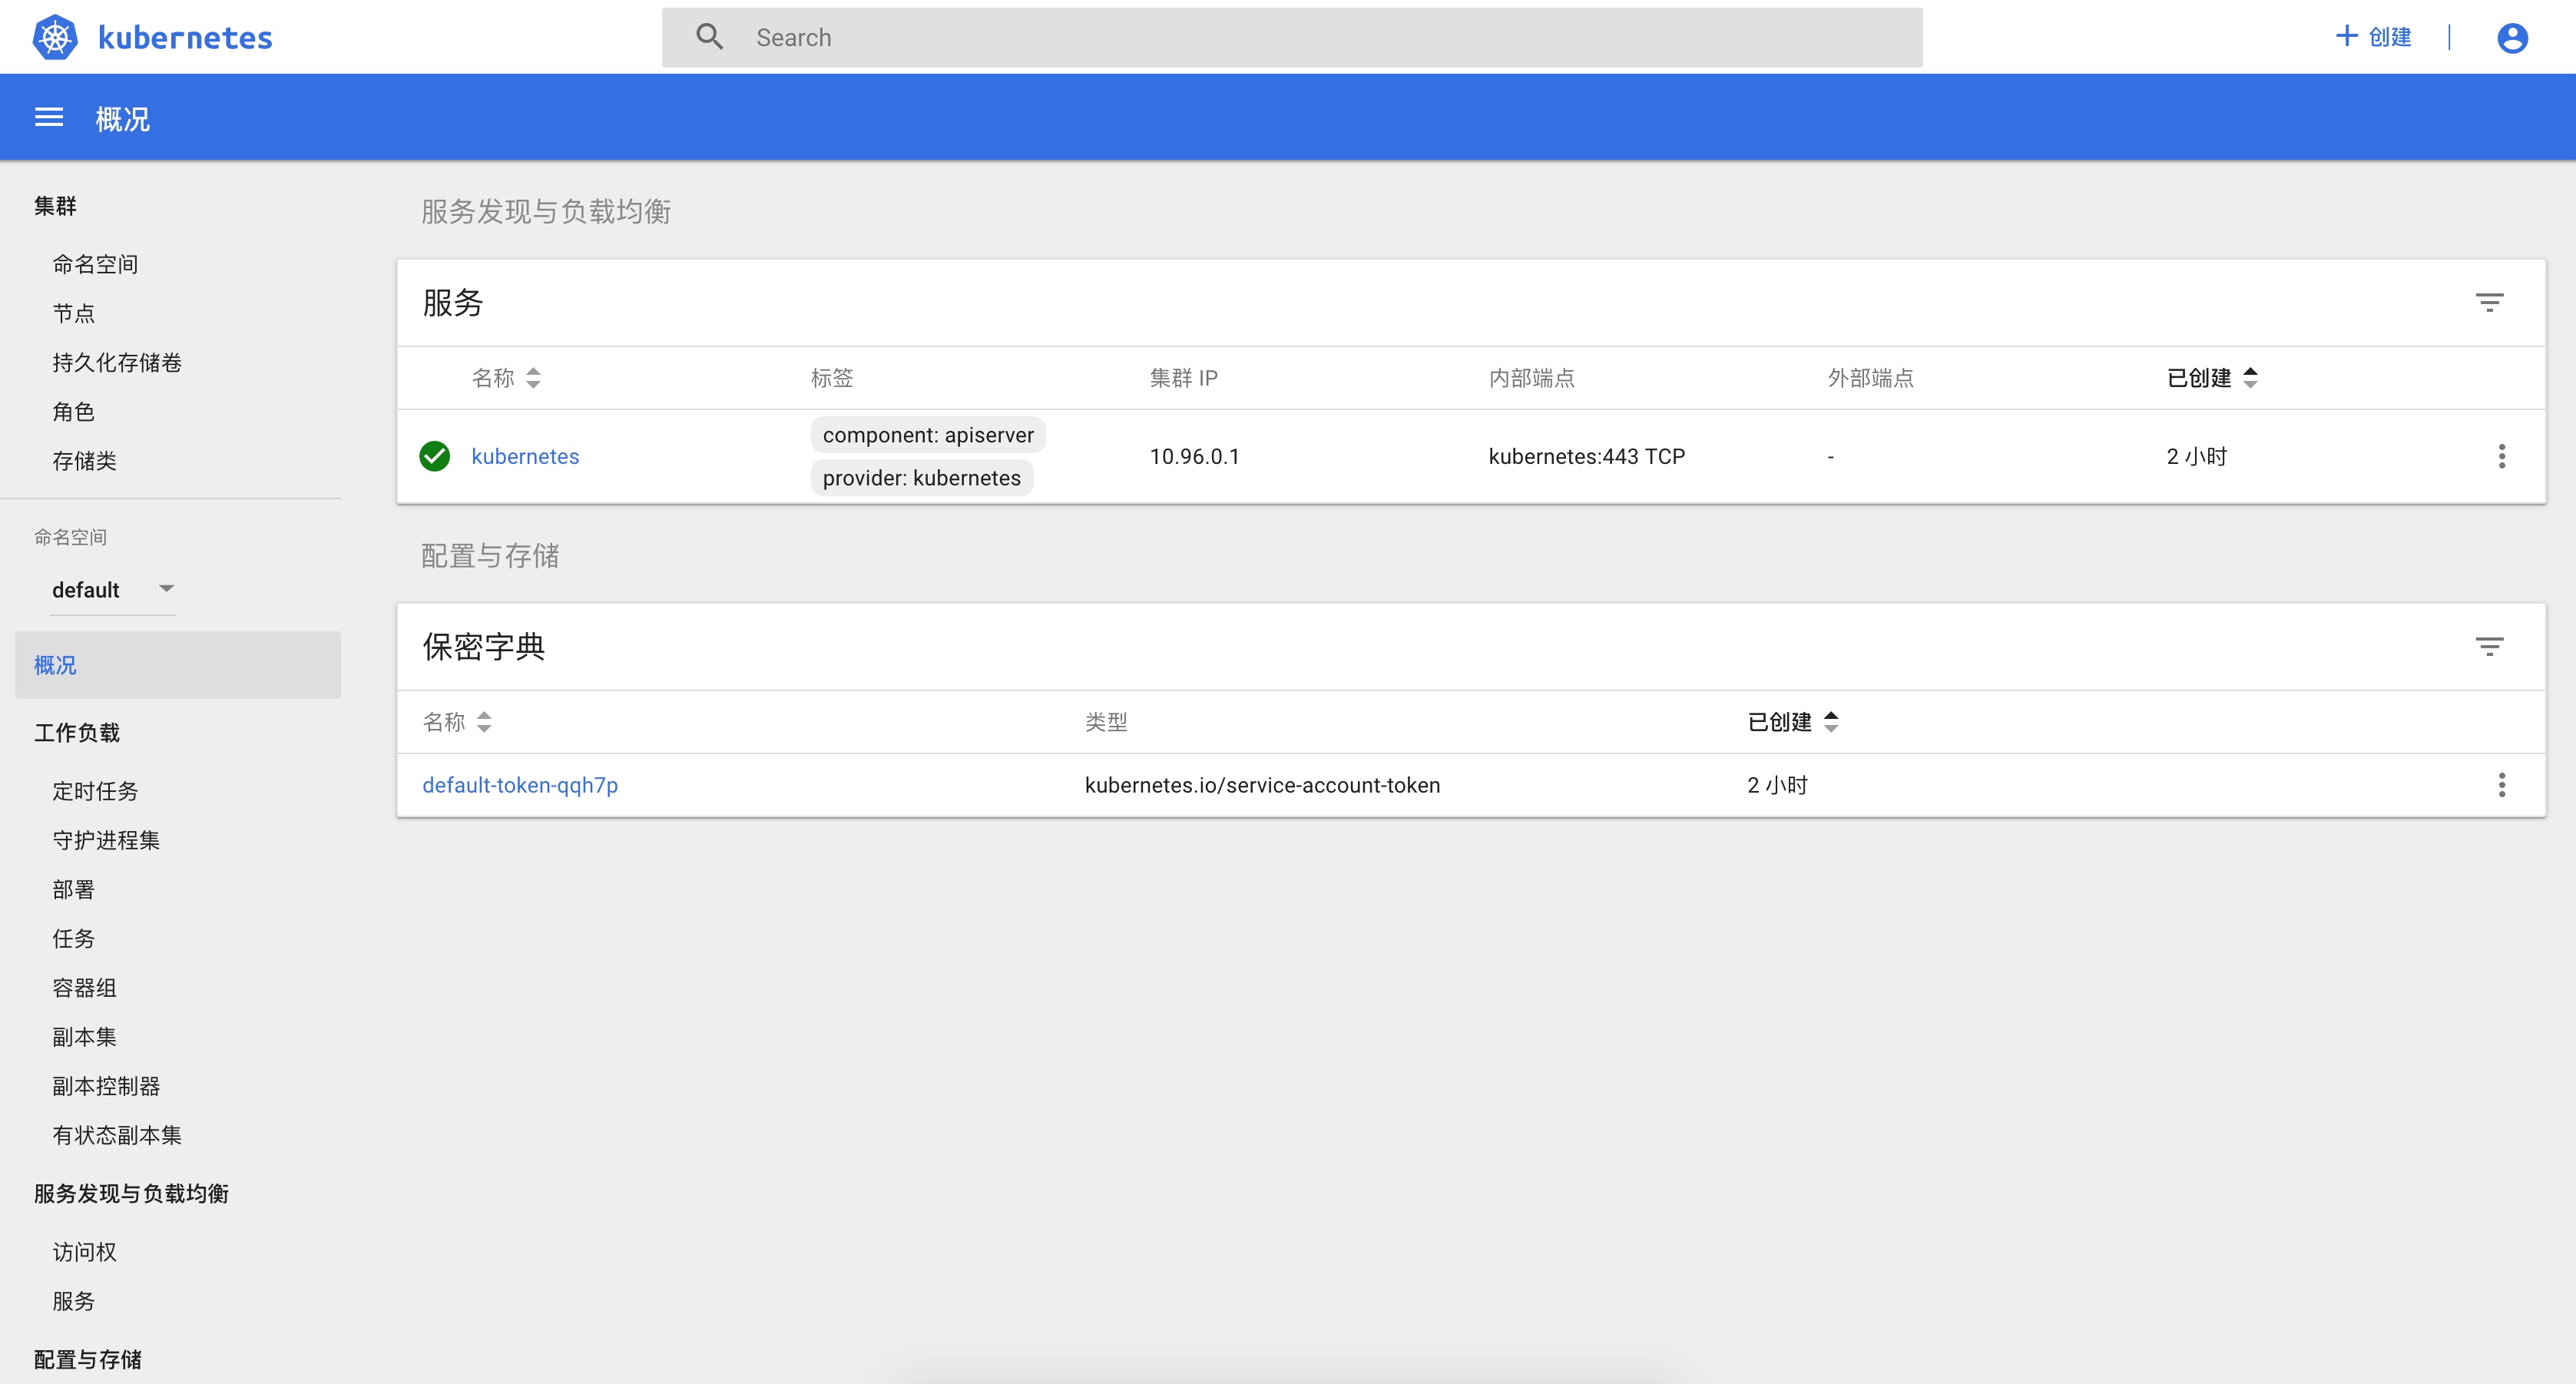 kubernetes
Search
创建
概况
集群
命名空间
节点
持久化存储卷
角色
存储类
命名空间
default
概况
工作负载
定时任务
守护进程集
部署
任务
容器组
副本集
副本控制器
有状态副本集
服务发现与负载均衡
访问权
服务
配置与存储
服务发现与负载均衡
服务
名称 标签 集群 IP 内部端点 外部端点 已创建
kubernetes component: apiserver provider: kubernetes 10.96.0.1 kubernetes:443 TCP - 2 小时
配置与存储
保密字典
名称 类型 已创建
default-token-qqh7p kubernetes.io/service-account-token 2 小时